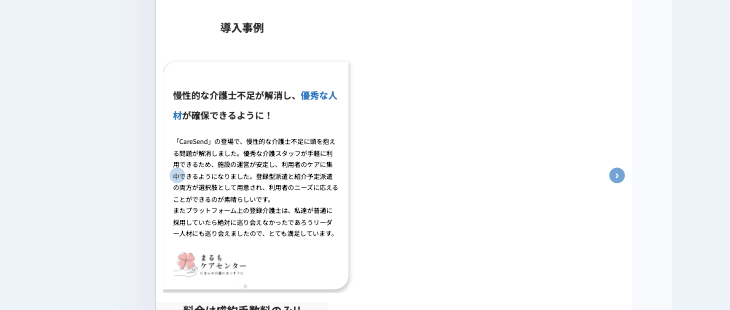 導入事例
慢性的な介護士不足が解消し、優秀な人
材が確保できるように！
「CareSend」の登場で、慢性的な介護士不足に頭を抱え
る問題が解消しました。優秀な介護スタッフが手軽に利
用できるため、施設の運営が安定し、利用者のケアに集
中できるようになりました。登録型派遣と紹介予定派遣
の両方が選択肢として用意され、利用者のニーズに応える
ことができるのが素晴らしいです。
またプラットフォーム上の登録介護士は、私達が普通に
採用していたら絶対に巡り会えなかったであろうリーダ
ー人材にも巡り会えましたので、とても満足しています。
まるも
ケアセンター
料金は成約手数料のみ!!